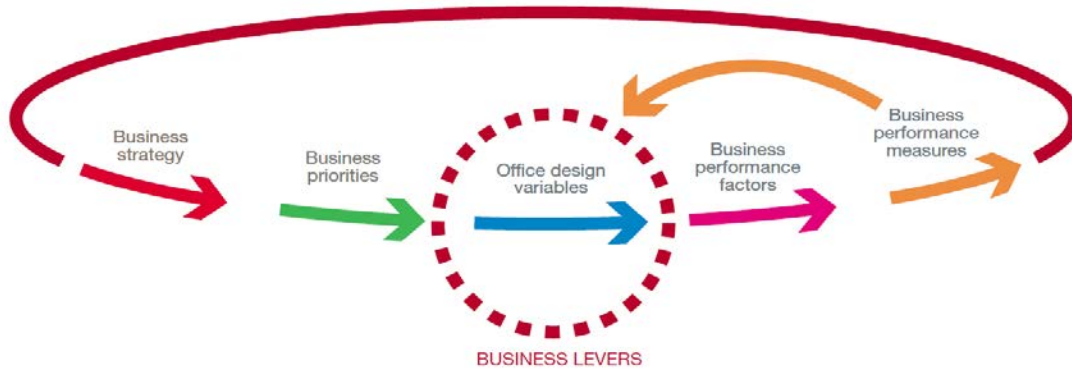 Business
strategy
Business
priorities
Office design
variables
Business
performance
factors
Business
performance
measures
BUSINESS LEVERS